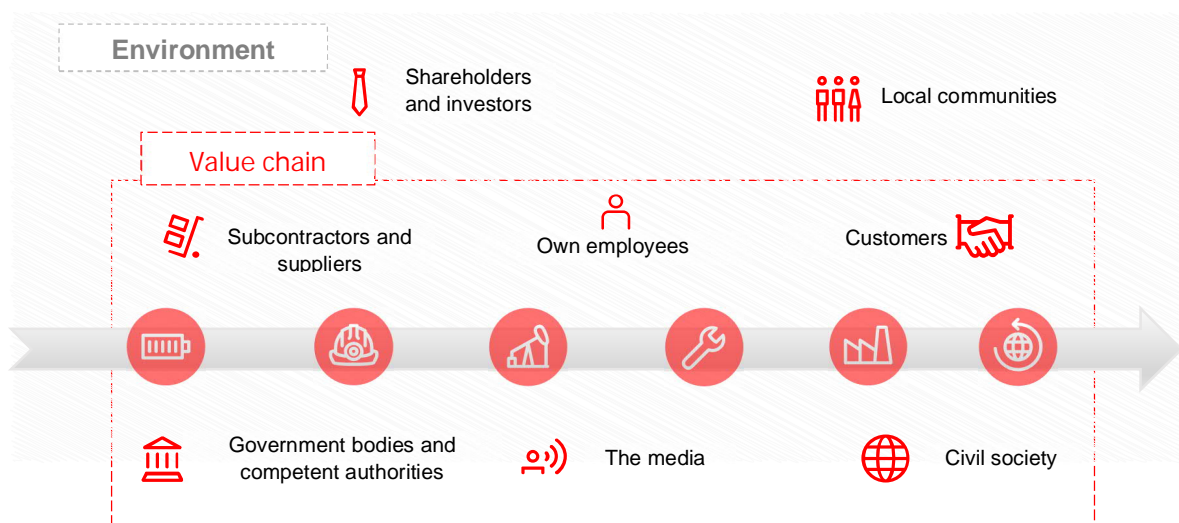 Environment
Shareholders
and investors
Local communities
Value chain
Subcontractors and
suppliers
Own employees
Customers
Government bodies and
competent authorities
The media
Civil society